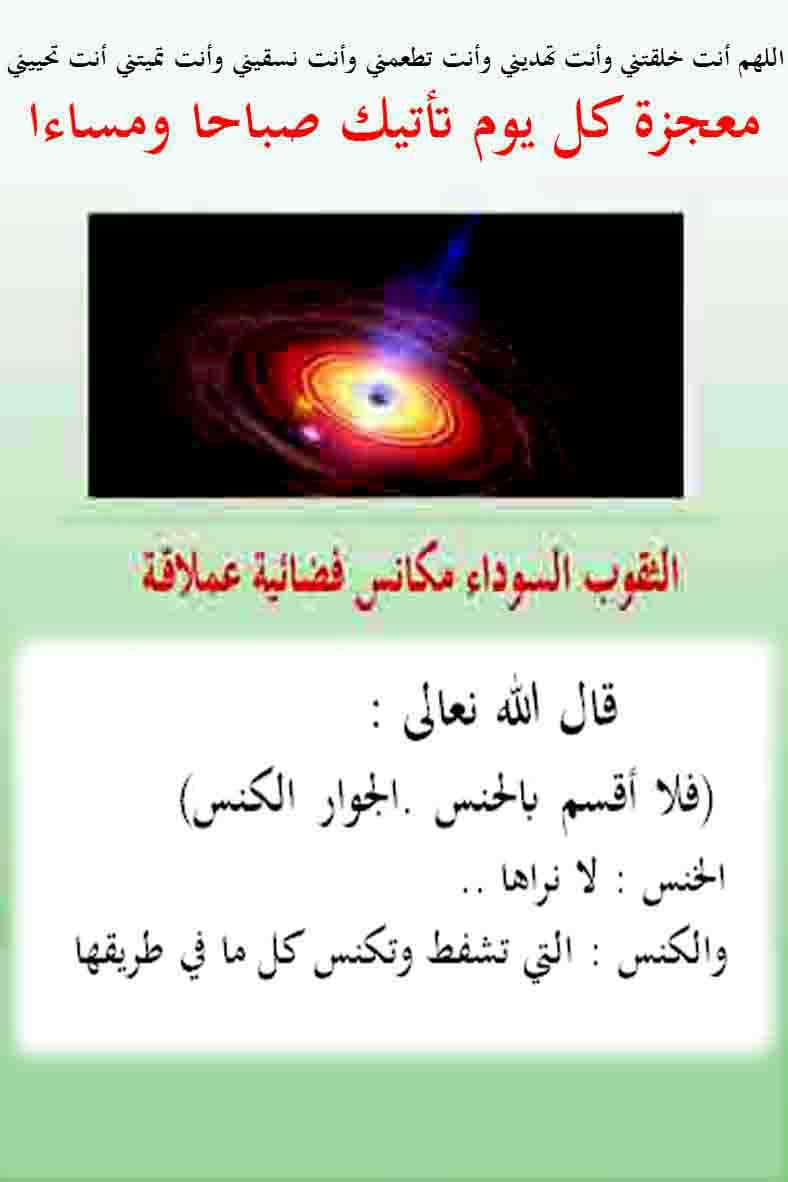 اللهم أنت خلقتني وأنت تهديني وأنت تطعمني وأنت نسقيني وأنت تميتني أنت تحييني
معجزة كل يوم تأتيك صباحا ومساءا
الثقوب السوداء مكانس فضائية عملاقة
قال الله نعالى :
(فلا أقسم بالخنس .الجوار الكنس)
الخنس : لا نراها ..
والكنس : التي تشفط وتكنس كل ما في طريقها